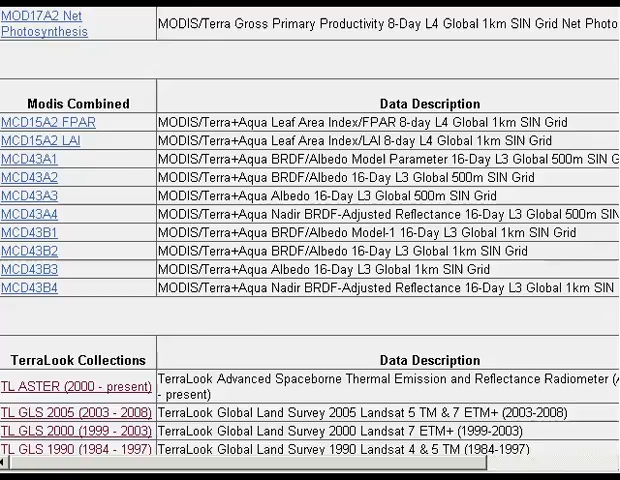 MOD17A2 Net
Photosynthesis
MODIS/Terra Gross Primary Productivity 8-Day L4 Global 1km SIN Grid Net Photo
Modis Combined Data Description
MCD15A2 FPAR MODIS/Terra+Aqua Leaf Area Index/FPAR 8-day L4 Global 1km SIN Grid
MCD15A2 LAI MODIS/Terra+Aqua Leaf Area Index/LAI 8-day L4 Global 1km SIN Grid
MCD43A1 MODIS/Terra+Aqua BRDF/Albedo Model Parameter 16-Day L3 Global 500m SIN G
MCD43A2 MODIS/Terra+Aqua BRDF/Albedo 16-Day L3 Global 500m SIN Grid
MCD43A3 MODIS/Terra+Aqua Albedo 16-Day L3 Global 500m SIN Grid
MCD43A4 MODIS/Terra+Aqua Nadir BRDF-Adjusted Reflectance 16-Day L3 Global 500m SIN
MCD43B1 MODIS/Terra+Aqua BRDF/Albedo Model-1 16-Day L3 Global 1km SIN Grid
MCD43B2 MODIS/Terra+Aqua BRDF/Albedo 16-Day L3 Global 1km SIN Grid
MCD43B3 MODIS/Terra+Aqua Albedo 16-Day L3 Global 1km SIN Grid
MCD43B4 MODIS/Terra+Aqua Nadir BRDF-Adjusted Reflectance 16-Day L3 Global 1km SIN
TerraLook Collections Data Description
TL ASTER (2000 - present) TerraLook Advanced Spaceborne Thermal Emission and Reflectance Radiometer (
- present)
TL GLS 2005 (2003 - 2008) TerraLook Global Land Survey 2005 Landsat 5 TM & 7 ETM+ (2003-2008)
TL GLS 2000 (1999 - 2003) TerraLook Global Land Survey 2000 Landsat 7 ETM+ (1999-2003)
TL GLS 1990 (1984 - 1997) TerraLook Global Land Survey 1990 Landsat 4 & 5 TM (1984-1997)